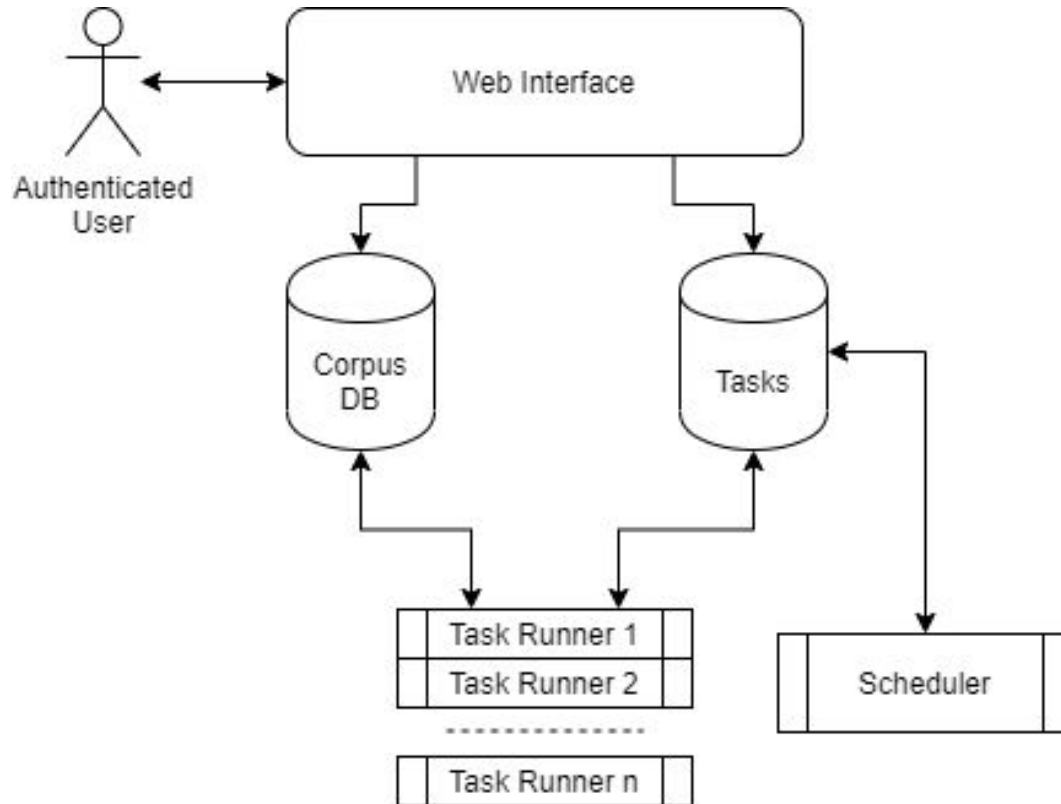 Web Interface
Authenticated
User
Corpus
DB
Tasks
Task Runner 1
Task Runner 2
Scheduler
Task Runner n